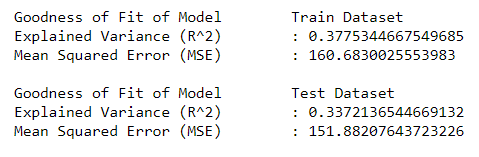 Goodness of Fit of Model Train Dataset
Explained Variance (R^2) : 0.3775344667549685
Mean Squared Error (MSE) : 160.6830025553983
Goodness of Fit of Model Test Dataset
Explained Variance (R^2) : 0.3372136544669132
Mean Squared Error (MSE) : 151.88207643723226